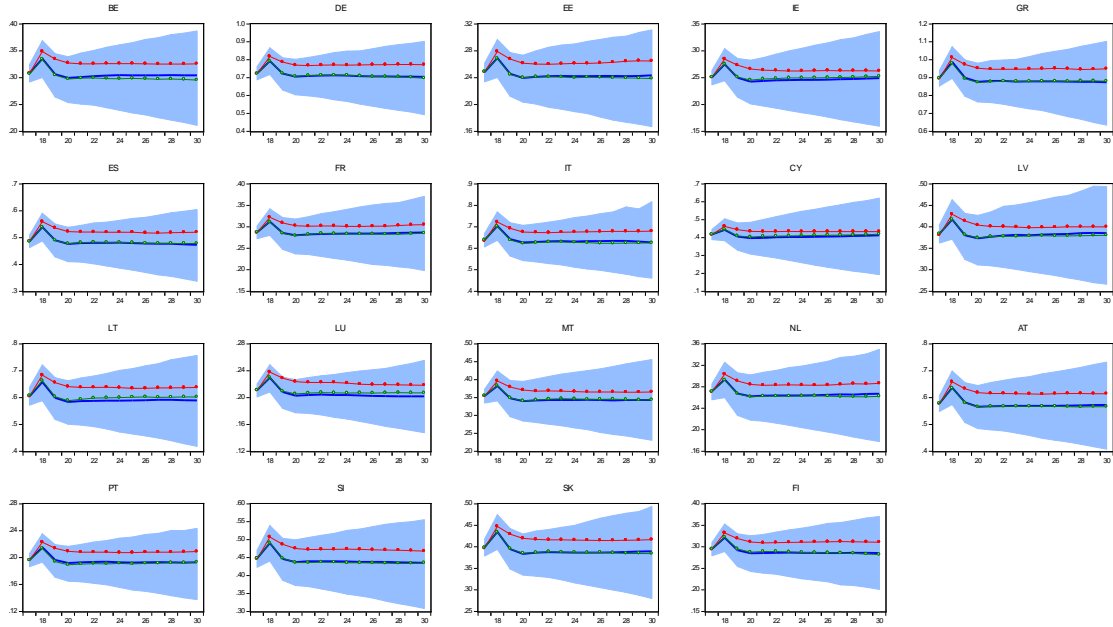 BE DE EE IE GR
.40 1.0 .32 .35 1.1
.35 0.9 .28 .30 1.0
.30 0.8 .24 .25 0.9
.25 0.7 .20 .20 0.8
.20 0.6 .16 .15 0.7
0.5 0.6
0.4
18 20 22 24 26 28 30 18 20 22 24 26 28 30 18 20 22 24 26 28 30 18 20 22 24 26 28 30 18 20 22 24 26 28 30
ES FR IT CY LV
.7 .40 .9 .7 .50
.6 .35 .8 .6 .45
.5 .30 .7 .5 .40
.4 .25 .6 .4 .35
.3 .20 .5 .3 .30
.15 .4 .2 .25
.1
18 20 22 24 26 28 30 18 20 22 24 26 28 30 18 20 22 24 26 28 30 18 20 22 24 26 28 30 18 20 22 24 26 28 30
LT LU MT NL AT
.8 .28 .50 .36 .8
.7 .24 .45 .32 .7
.6 .20 .40 .28 .6
.5 .16 .35 .24 .5
.4 .12 .30 .20 .4
.25 .16
.20
18 20 22 24 26 28 30 18 20 22 24 26 28 30 18 20 22 24 26 28 30 18 20 22 24 26 28 30 18 20 22 24 26 28 30
PT SI SK FI
.28 .60 .50 .40
.24 .55 .45 .35
.20 .50 .40 .30
.16 .45 .35 .25
.12 .40 .30 .20
.35 .25 .15
.30
18 20 22 24 26 28 30 18 20 22 24 26 28 30 18 20 22 24 26 28 30 18 20 22 24 26 28 30